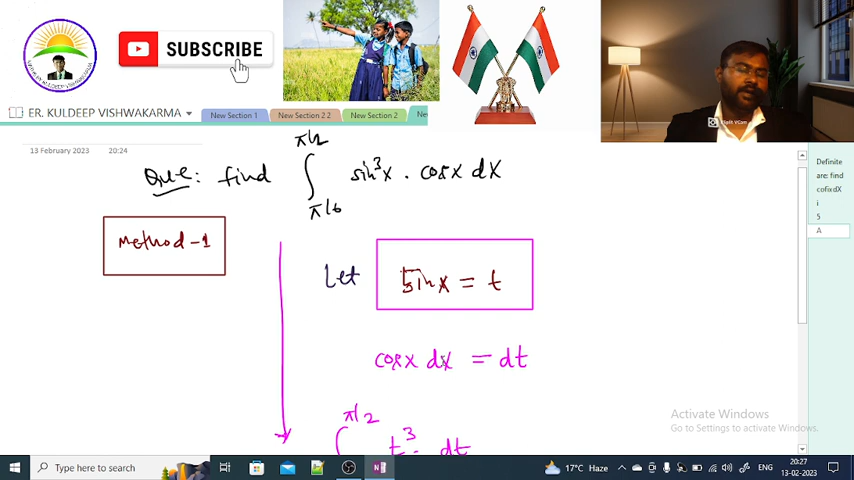 SUBSCRIBE
ER. KULDEEP VISHWAKARMA
New Section 1
New Section 2 2
New Section 2
13 February 2023 20:24
Que: find ∫ π/2 π/6 sin³x . cosx dx
Method-1
Let sinx = t
cosx dx = dt
π/2
∫ t³. dt
XSplit VCam
Definite
are: find
cofixdX
i
5
A
Activate Windows
Go to Settings to activate Windows.
Type here to search
17°C Haze
ENG
20:27
13-02-2023